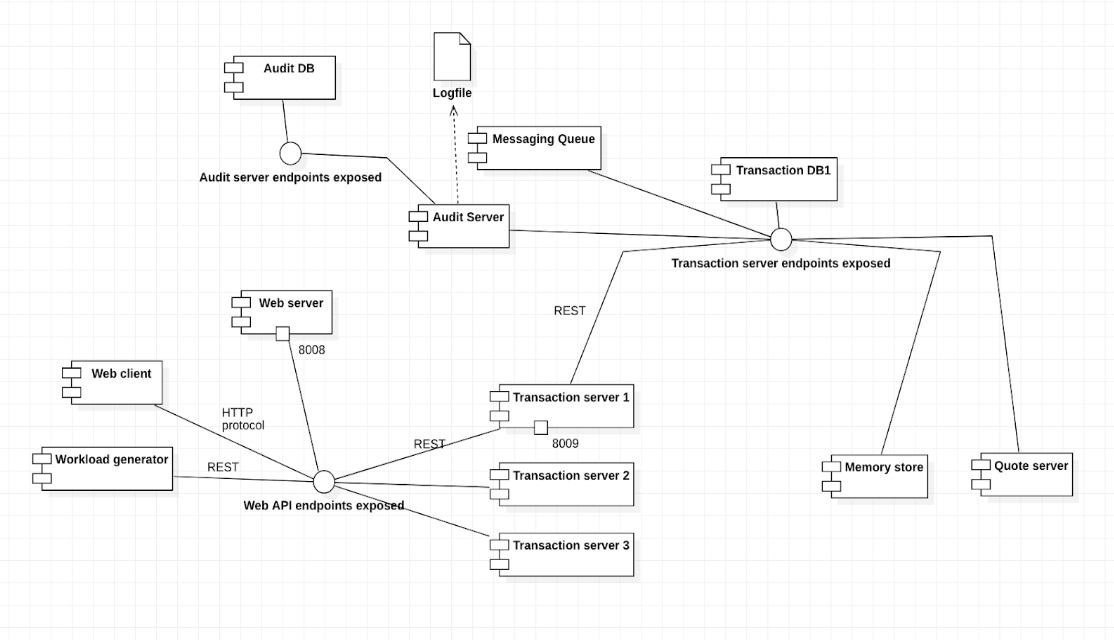 Audit DB
Logfile
Messaging Queue
Transaction DB1
Audit server endpoints exposed
Audit Server
Transaction server endpoints exposed
Web server
REST
8008
Web client
Transaction server 1
HTTP
protocol
REST
8009
Workload generator
REST
Memory store
Quote server
Transaction server 2
Web API endpoints exposed
Transaction server 3